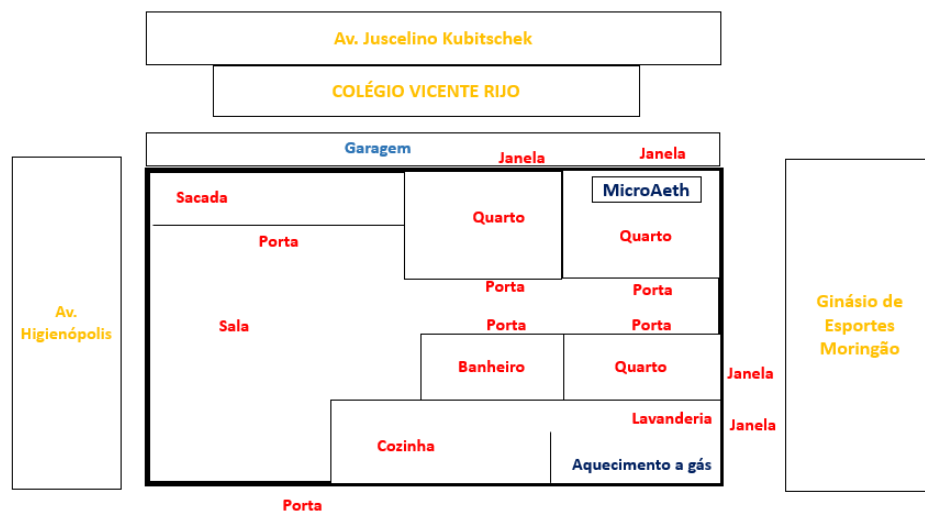 Av. Juscelino Kubitschek
COLÉGIO VICENTE RIJO
Garagem
Janela
Janela
MicroAeth
Sacada
Quarto
Quarto
Porta
Porta
Porta
Av.
Higienópolis
Sala
Porta
Porta
Ginásio de
Esportes
Moringão
Banheiro
Quarto
Janela
Lavanderia
Janela
Cozinha
Aquecimento a gás
Porta